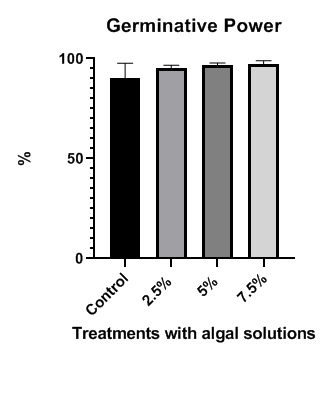 Germinative Power
%
100
50
0
Control
2.5%
5%
7.5%
Treatments with algal solutions